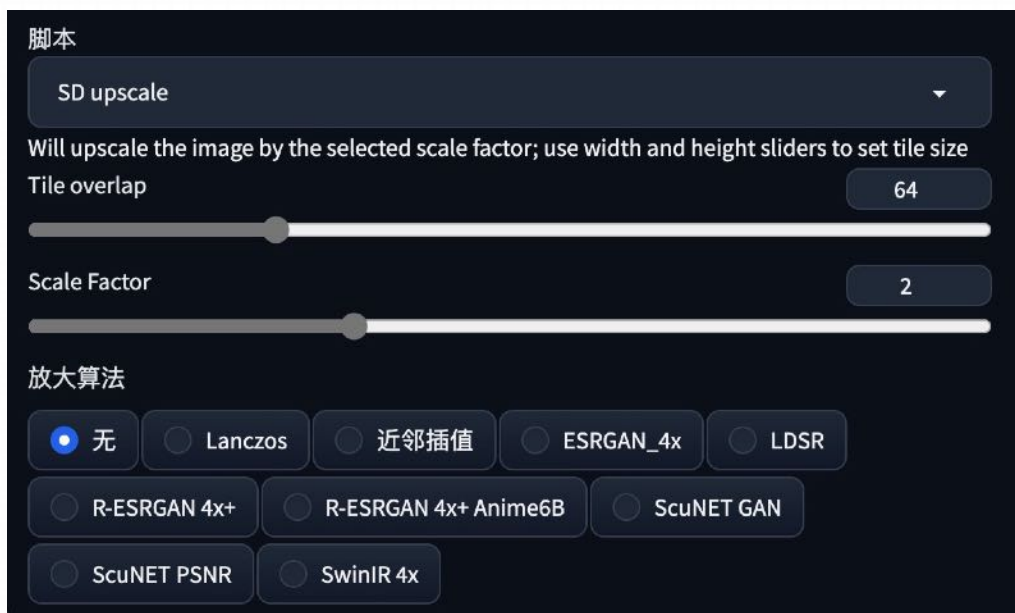 脚本
SD upscale
Will upscale the image by the selected scale factor; use width and height sliders to set tile size
Tile overlap 64
Scale Factor 2
放大算法
无 Lanczos 近邻插值 ESRGAN_4x LDSR
R-ESRGAN 4x+ R-ESRGAN 4x+ Anime6B ScuNET GAN
ScuNET PSNR SwinIR 4x